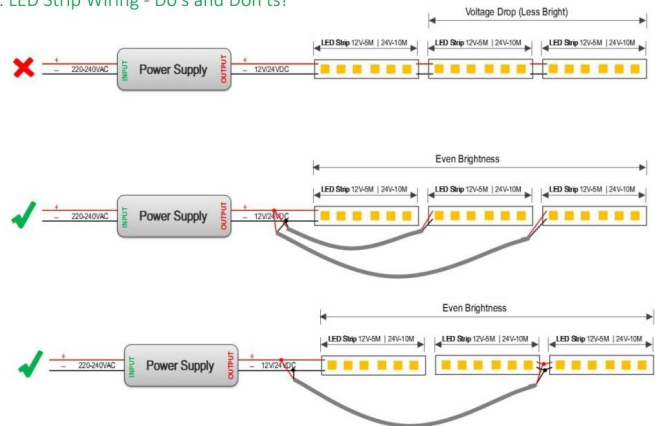 . LED Strip Wiring - Do's and Don'ts!
Voltage Drop (Less Bright)
LED Strip 12V-5M | 24V-10M LED Strip 12V-5M | 24V-10M LED Strip 12V-5M | 24V-10M
+ +
220-240VAC INPUT Power Supply OUTPUT 12V/24VDC
– –
Even Brightness
LED Strip 12V-5M | 24V-10M LED Strip 12V-5M | 24V-10M LED Strip 12V-5M | 24V-10M
+ +
220-240VAC INPUT Power Supply OUTPUT 12V/24VDC
– –
Even Brightness
LED Strip 12V-5M | 24V-10M LED Strip 12V-5M | 24V-10M LED Strip 12V-5M | 24V-10M
+ +
220-240VAC INPUT Power Supply OUTPUT 12V/24VDC
– –